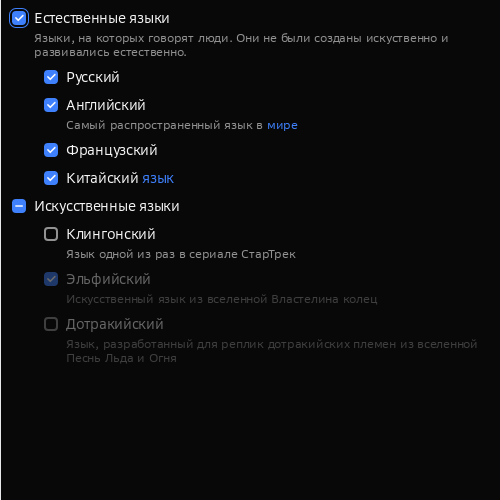 Естественные языки
Языки, на которых говорят люди. Они не были созданы искуственно и
развивались естественно.
Русский
Английский
Самый распространенный язык в мире
Французский
Китайский язык
Искусственные языки
Клингонский
Язык одной из раз в сериале СтарТрек
Эльфийский
Искусственный язык из вселенной Властелина колец
Дотракийский
Язык, разработанный для реплик дотракийских племен из вселенной
Песнь Льда и Огня